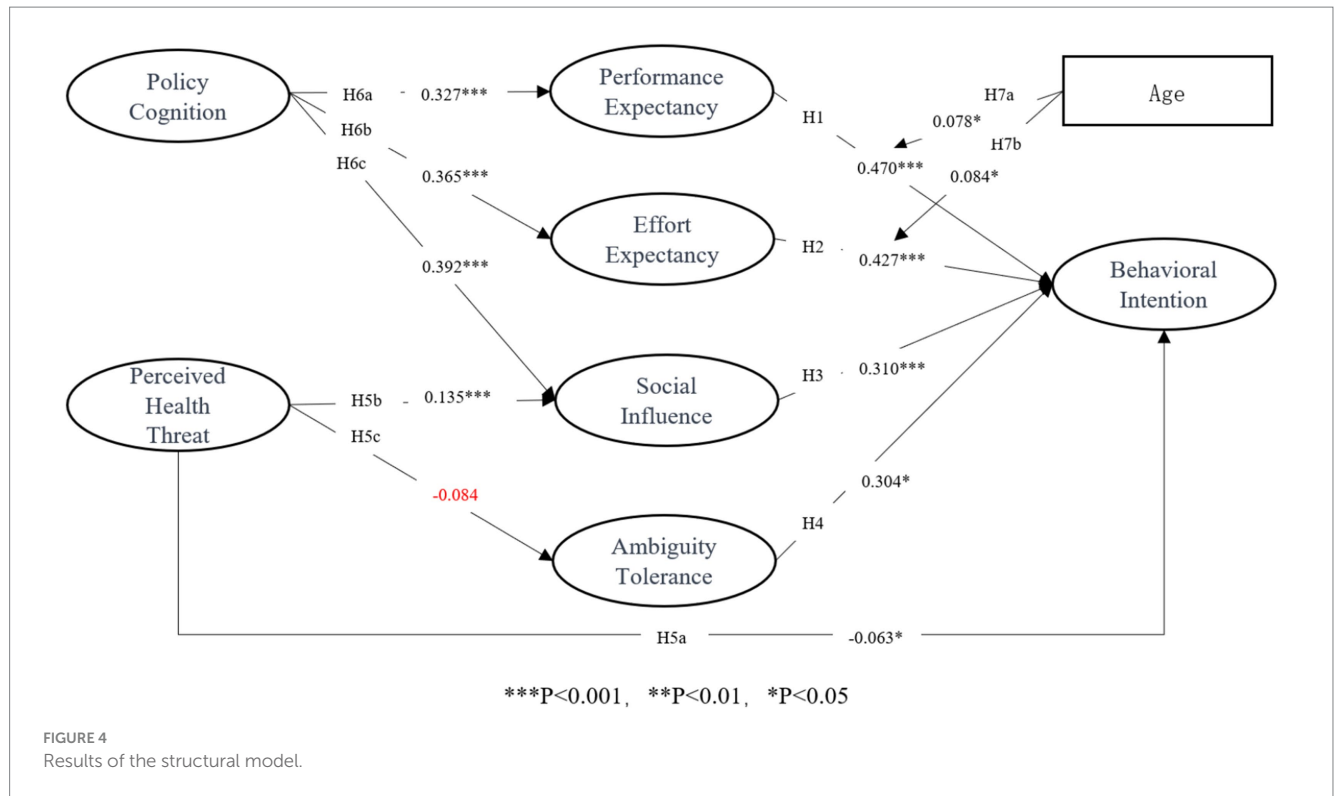 Policy
Cognition
H6a
0.327***
Performance
Expectancy
H1
H7a
Age
0.078*
H7b
H6b
H6c
0.365***
0.470***
0.084*
Effort
Expectancy
H2
0.427***
0.392***
Behavioral
Intention
Perceived
Health
Threat
H5b
0.135***
H5c
Social
Influence
H3
0.310***
-0.084
0.304*
H4
Ambiguity
Tolerance
H5a
-0.063*
***P<0.001, **P<0.01, *P<0.05
FIGURE 4
Results of the structural model.